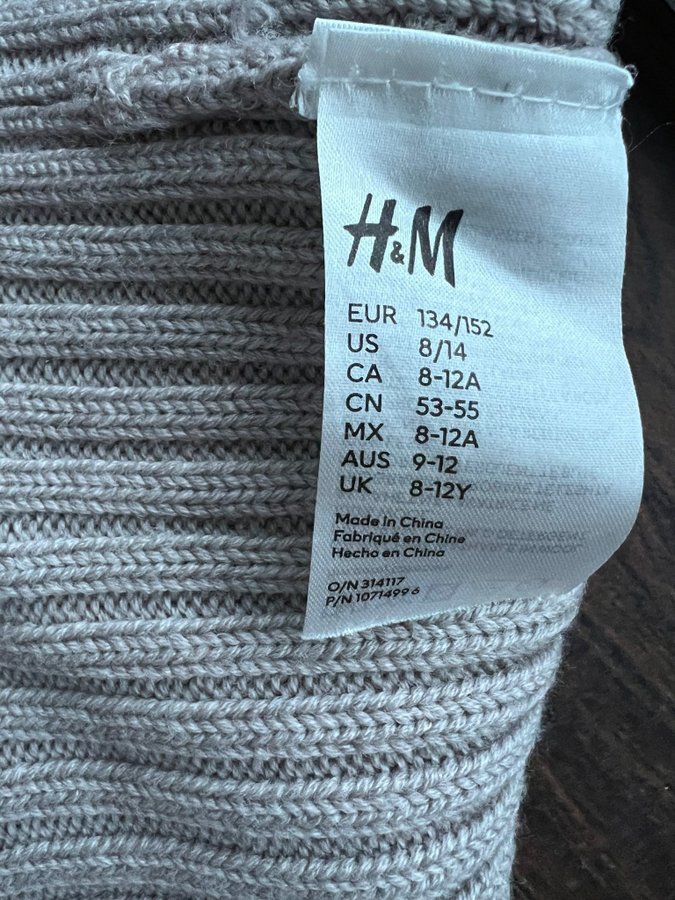 H&M
EUR 134/152
US 8/14
CA 8-12A
CN 53-55
MX 8-12A
AUS 9-12
UK 8-12Y
Made in China
Fabriqué en Chine
Hecho en China
O/N 314117
P/N 1071499 6